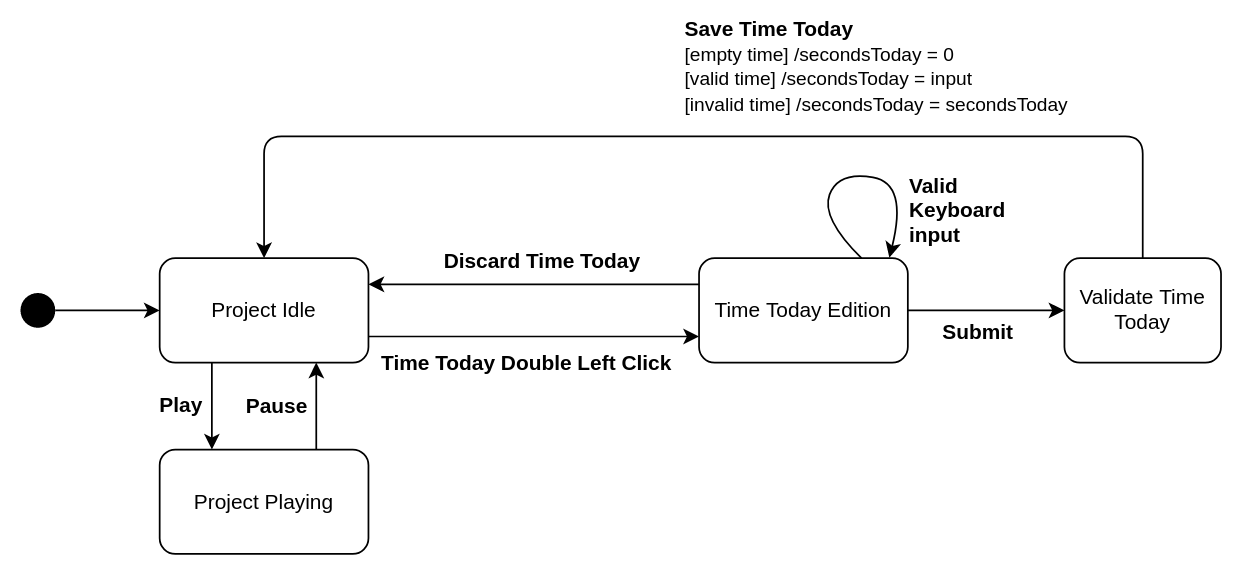 Save Time Today
[empty time] /secondsToday = 0
[valid time] /secondsToday = input
[invalid time] /secondsToday = secondsToday
Valid
Keyboard
input
Discard Time Today
Project Idle
Time Today Edition
Validate Time
Today
Submit
Time Today Double Left Click
Play
Pause
Project Playing